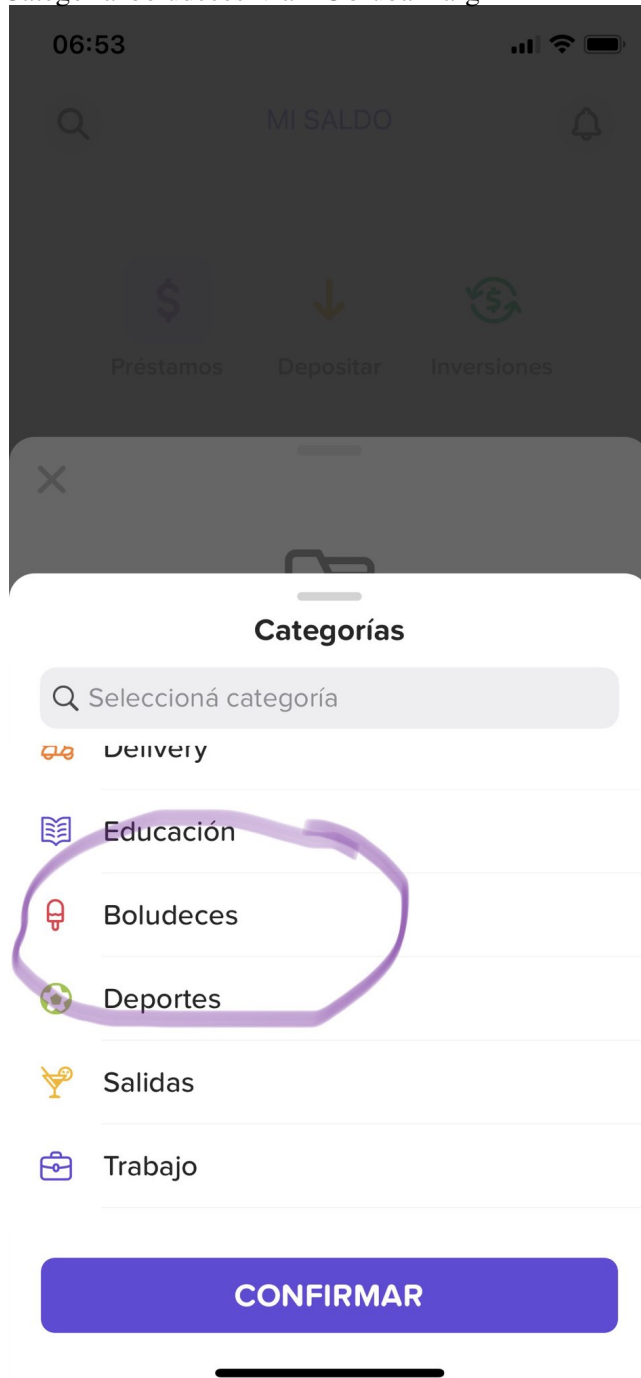 06:53
MI SALDO
$
$
Préstamos
Depositar
Inversiones
Categorías
Seleccioná categoría
Delivery
Educación
Boludeces
Deportes
Salidas
Trabajo
CONFIRMAR